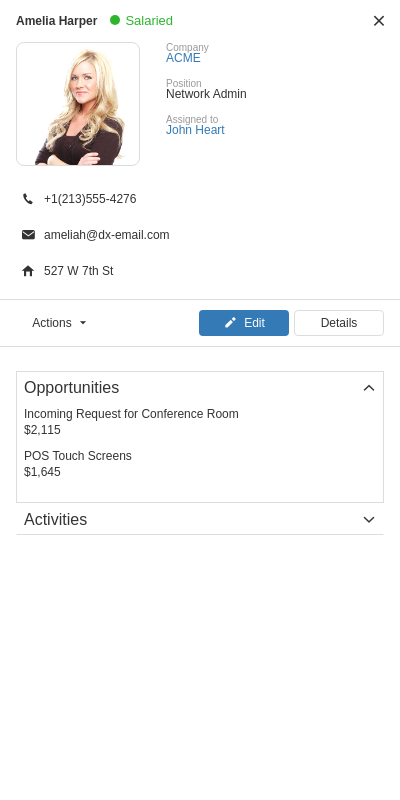 Amelia Harper
Salaried
Company
ACME
Position
Network Admin
Assigned to
John Heart
+1(213)555-4276
ameliah@dx-email.com
527 W 7th St
Actions
Edit
Details
Opportunities
Incoming Request for Conference Room
$2,115
POS Touch Screens
$1,645
Activities